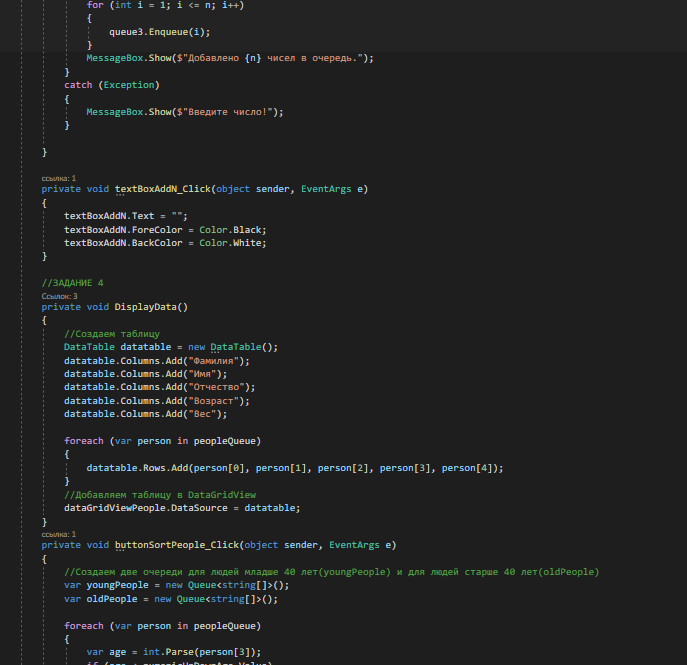 for (int i = 1; i <= n; i++)
{
queue3.Enqueue(i);
}
MessageBox.Show($"Добавлено {n} чисел в очередь.");
}
catch (Exception)
{
MessageBox.Show($"Введите число!");
}
}
ссылка: 1
private void textBoxAddN_Click(object sender, EventArgs e)
{
textBoxAddN.Text = "";
textBoxAddN.ForeColor = Color.Black;
textBoxAddN.BackColor = Color.White;
}
//ЗАДАНИЕ 4
Ссылок: 3
private void DisplayData()
{
//Создаем таблицу
DataTable datatable = new DataTable();
datatable.Columns.Add("Фамилия");
datatable.Columns.Add("Имя");
datatable.Columns.Add("Отчество");
datatable.Columns.Add("Возраст");
datatable.Columns.Add("Вес");
foreach (var person in peopleQueue)
{
datatable.Rows.Add(person[0], person[1], person[2], person[3], person[4]);
}
//Добавляем таблицу в DataGridView
dataGridViewPeople.DataSource = datatable;
}
ссылка: 1
private void buttonSortPeople_Click(object sender, EventArgs e)
{
//Создаем две очереди для людей младше 40 лет(youngPeople) и для людей старше 40 лет(oldPeople)
var youngPeople = new Queue<string[]>();
var oldPeople = new Queue<string[]>();
foreach (var person in peopleQueue)
{
var age = int.Parse(person[3]);